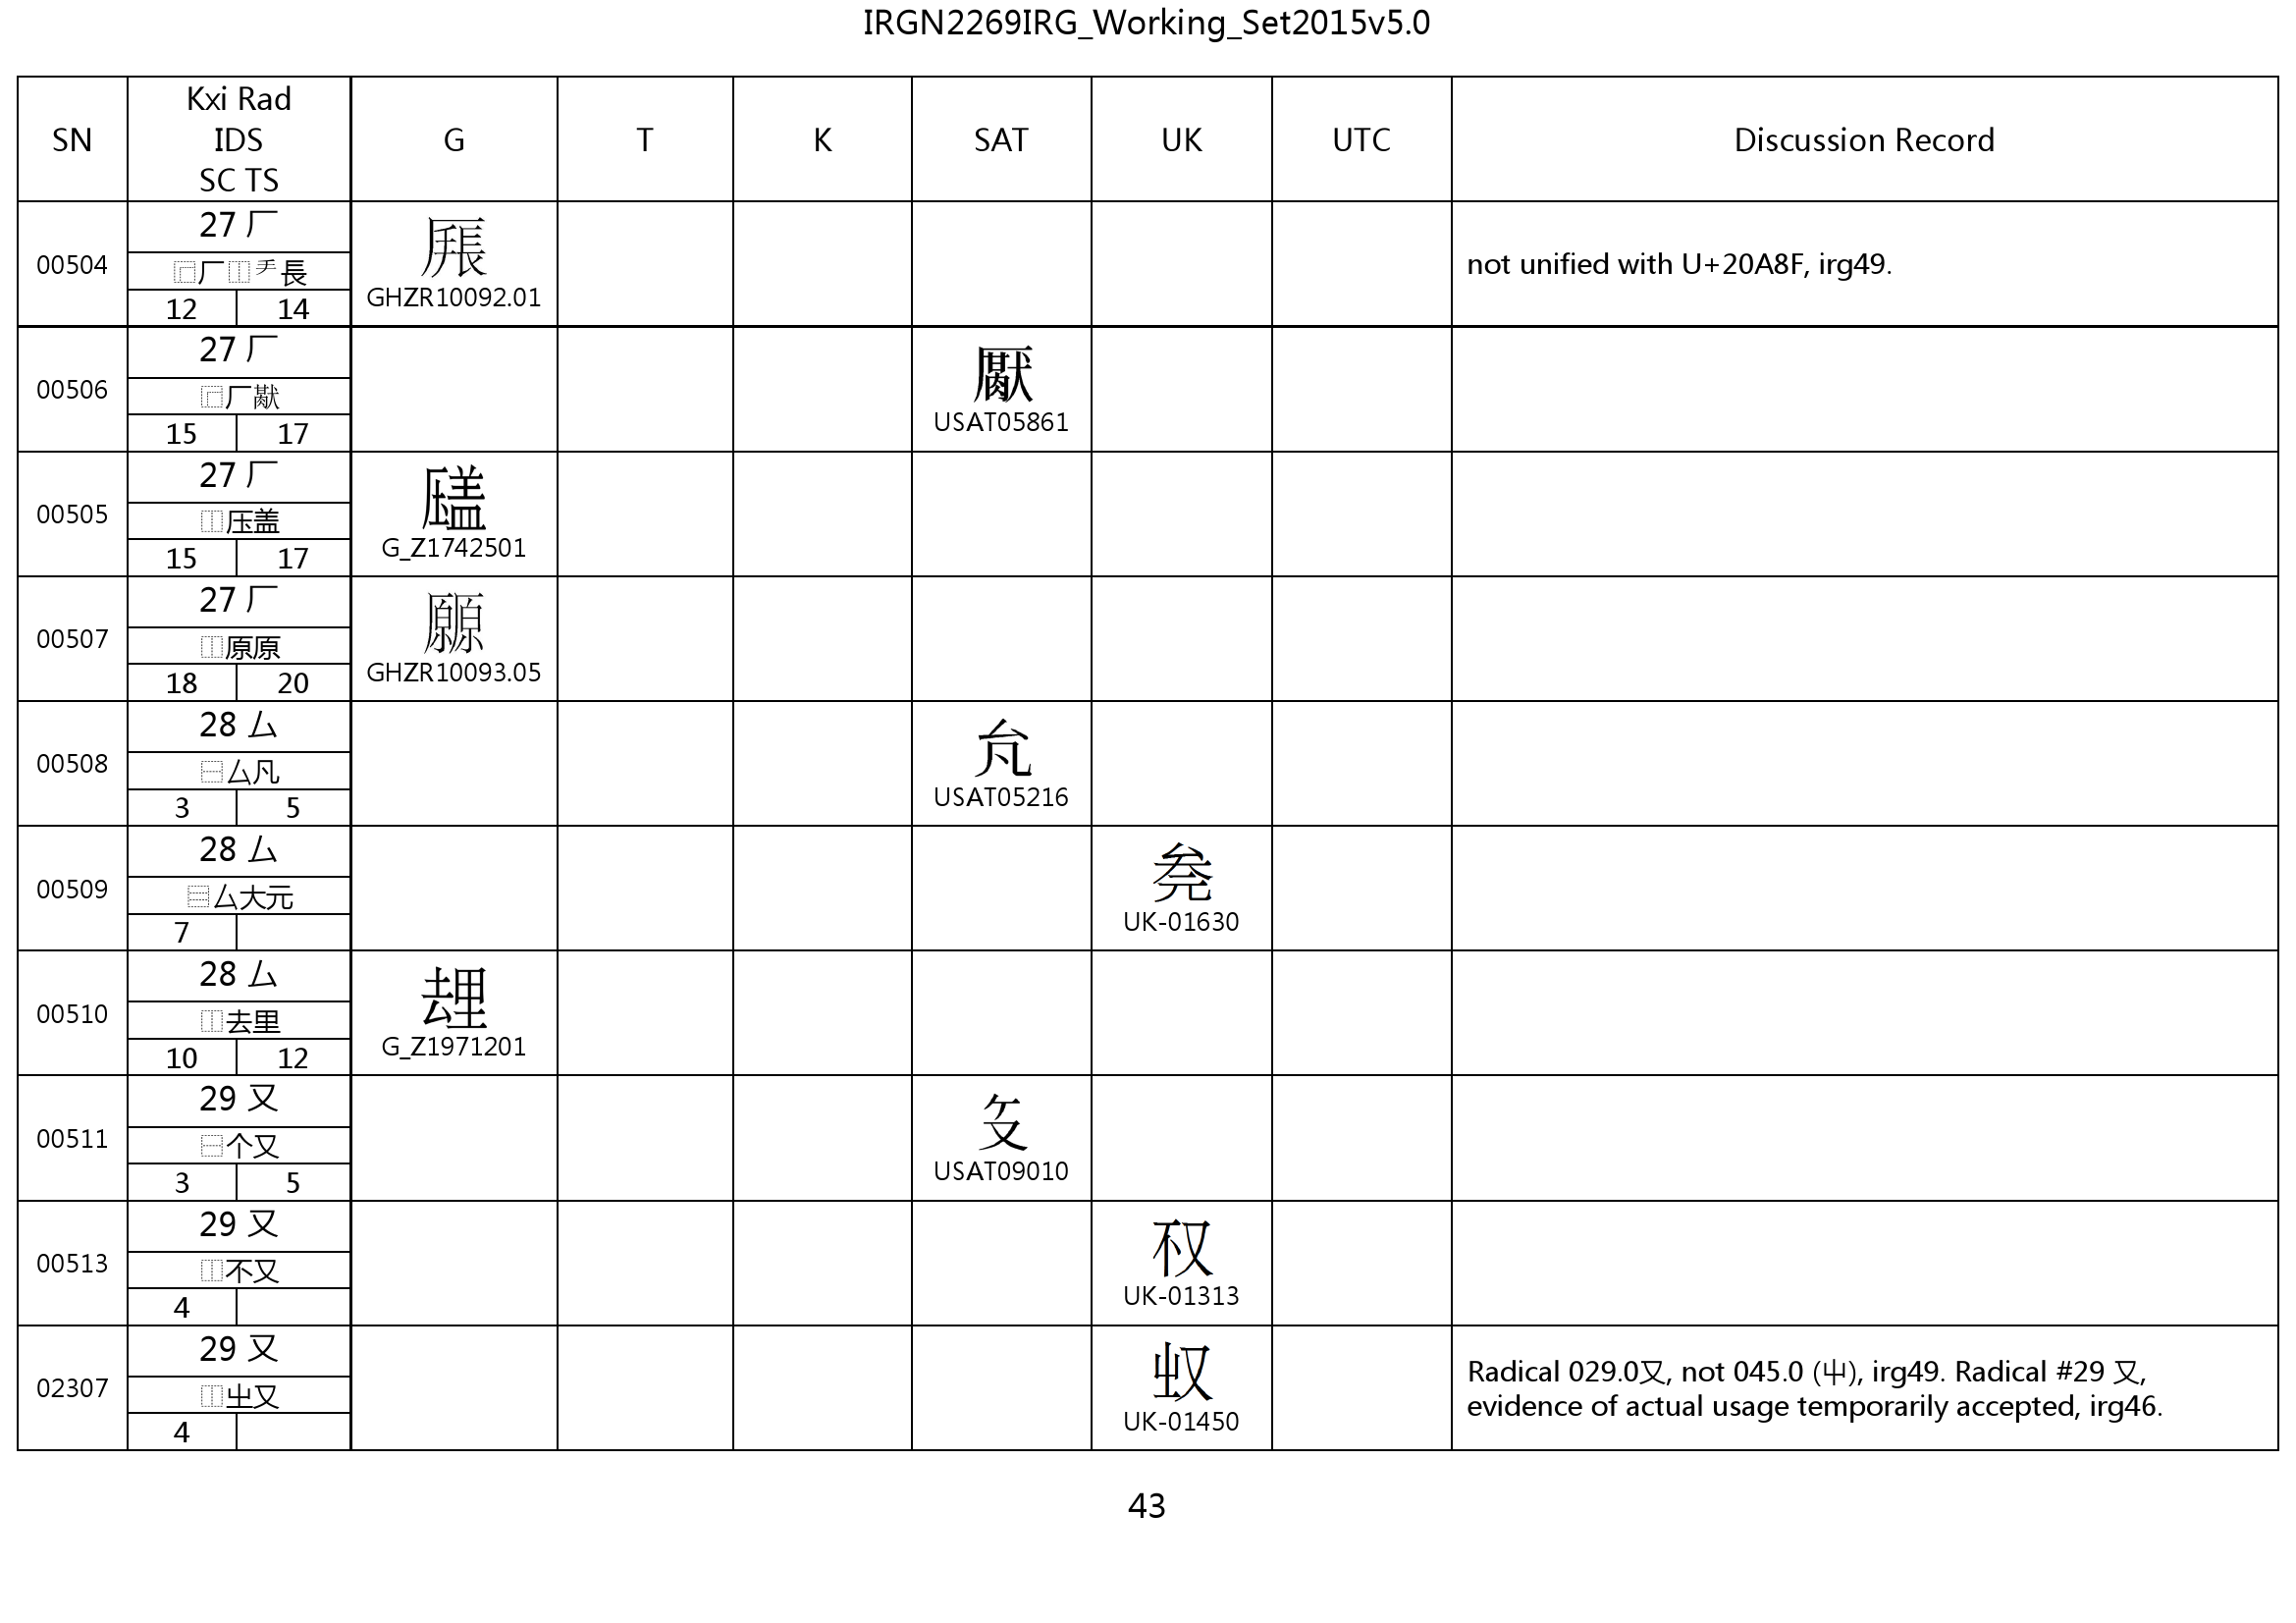 IRGN2269IRG_Working_Set2015v5.0
SN Kxi Rad IDS SC TS G T K SAT UK UTC Discussion Record
00504
27 厂
⿸厂⿰耂長
12 14
GHZR10092.01
not unified with U+20A8F, irg49.
00506
27 厂
⿸厂猒
15 17
USAT05861
00505
27 厂
⿰压盖
15 17
G_Z1742501
00507
27 厂
⿰原原
18 20
GHZR10093.05
28 厶
00508
⿱厶凡
3 5
USAT05216
28 厶
00509
⿳厶大元
7
UK-01630
28 厶
00510
⿰去里
10 12
G_Z1971201
29 又
00511
⿱个又
3 5
USAT09010
29 又
00513
⿰不又
4
UK-01313
29 又
02307
⿰㞢又
4
UK-01450
Radical 029.0又, not 045.0 (屮), irg49. Radical #29 又,
evidence of actual usage temporarily accepted, irg46.
43